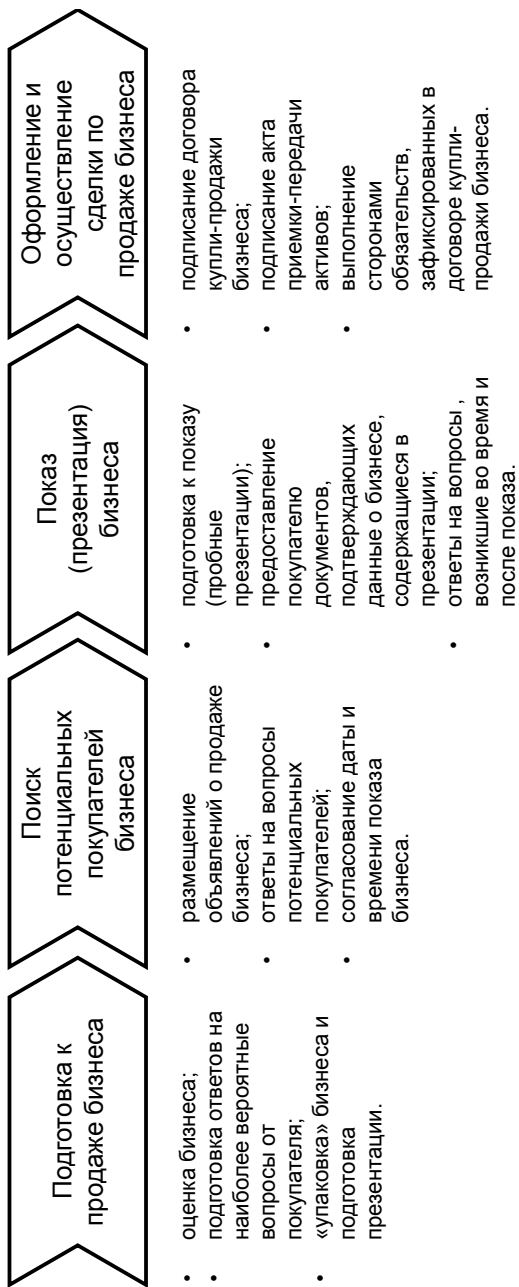 Подготовка к
продаже бизнеса
• оценка бизнеса;
• подготовка ответов на
наиболее вероятные
вопросы от
покупателя;
• «упаковка» бизнеса и
подготовка
презентации.
Поиск
потенциальных
покупателей
бизнеса
• размещение
объявлений о продаже
бизнеса;
• ответы на вопросы
потенциальных
покупателей;
• согласование даты и
времени показа
бизнеса.
Показ
(презентация)
бизнеса
• подготовка к показу
(пробные
презентации);
• предоставление
покупателю
документов,
подтверждающих
данные о бизнесе,
содержащиеся в
презентации;
• ответы на вопросы ,
возникшие во время и
после показа.
Оформление и
осуществление
сделки по
продаже бизнеса
• подписание договора
купли-продажи
бизнеса;
• подписание акта
приемки-передачи
активов;
• выполнение
сторонами
обязательств,
зафиксированных в
договоре купли-
продажи бизнеса.